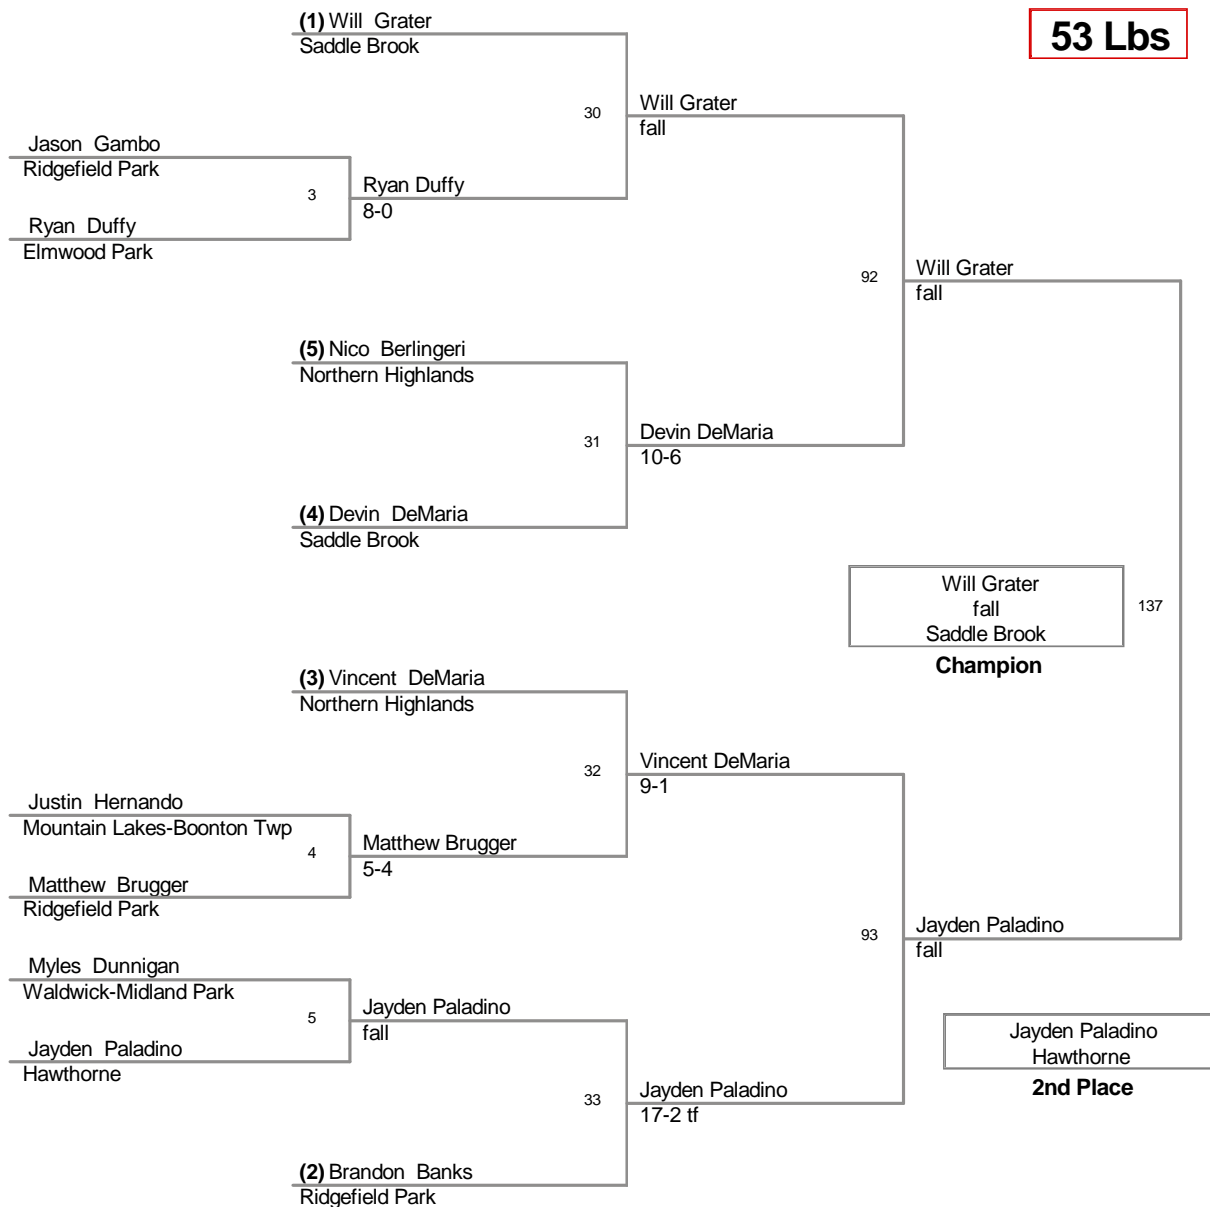 (1) Will Grater
Saddle Brook
53 Lbs
30
Will Grater
fall
Jason Gambo
Ridgefield Park
3
Ryan Duffy
8-0
Ryan Duffy
Elmwood Park
92
Will Grater
fall
(5) Nico Berlingeri
Northern Highlands
31
Devin DeMaria
10-6
(4) Devin DeMaria
Saddle Brook
Will Grater
fall
Saddle Brook
137
Champion
(3) Vincent DeMaria
Northern Highlands
32
Vincent DeMaria
9-1
Justin Hernando
Mountain Lakes-Boonton Twp
4
Matthew Brugger
5-4
Matthew Brugger
Ridgefield Park
93
Jayden Paladino
fall
Myles Dunnigan
Waldwick-Midland Park
5
Jayden Paladino
fall
Jayden Paladino
Hawthorne
Jayden Paladino
Hawthorne
2nd Place
33
Jayden Paladino
17-2 tf
(2) Brandon Banks
Ridgefield Park